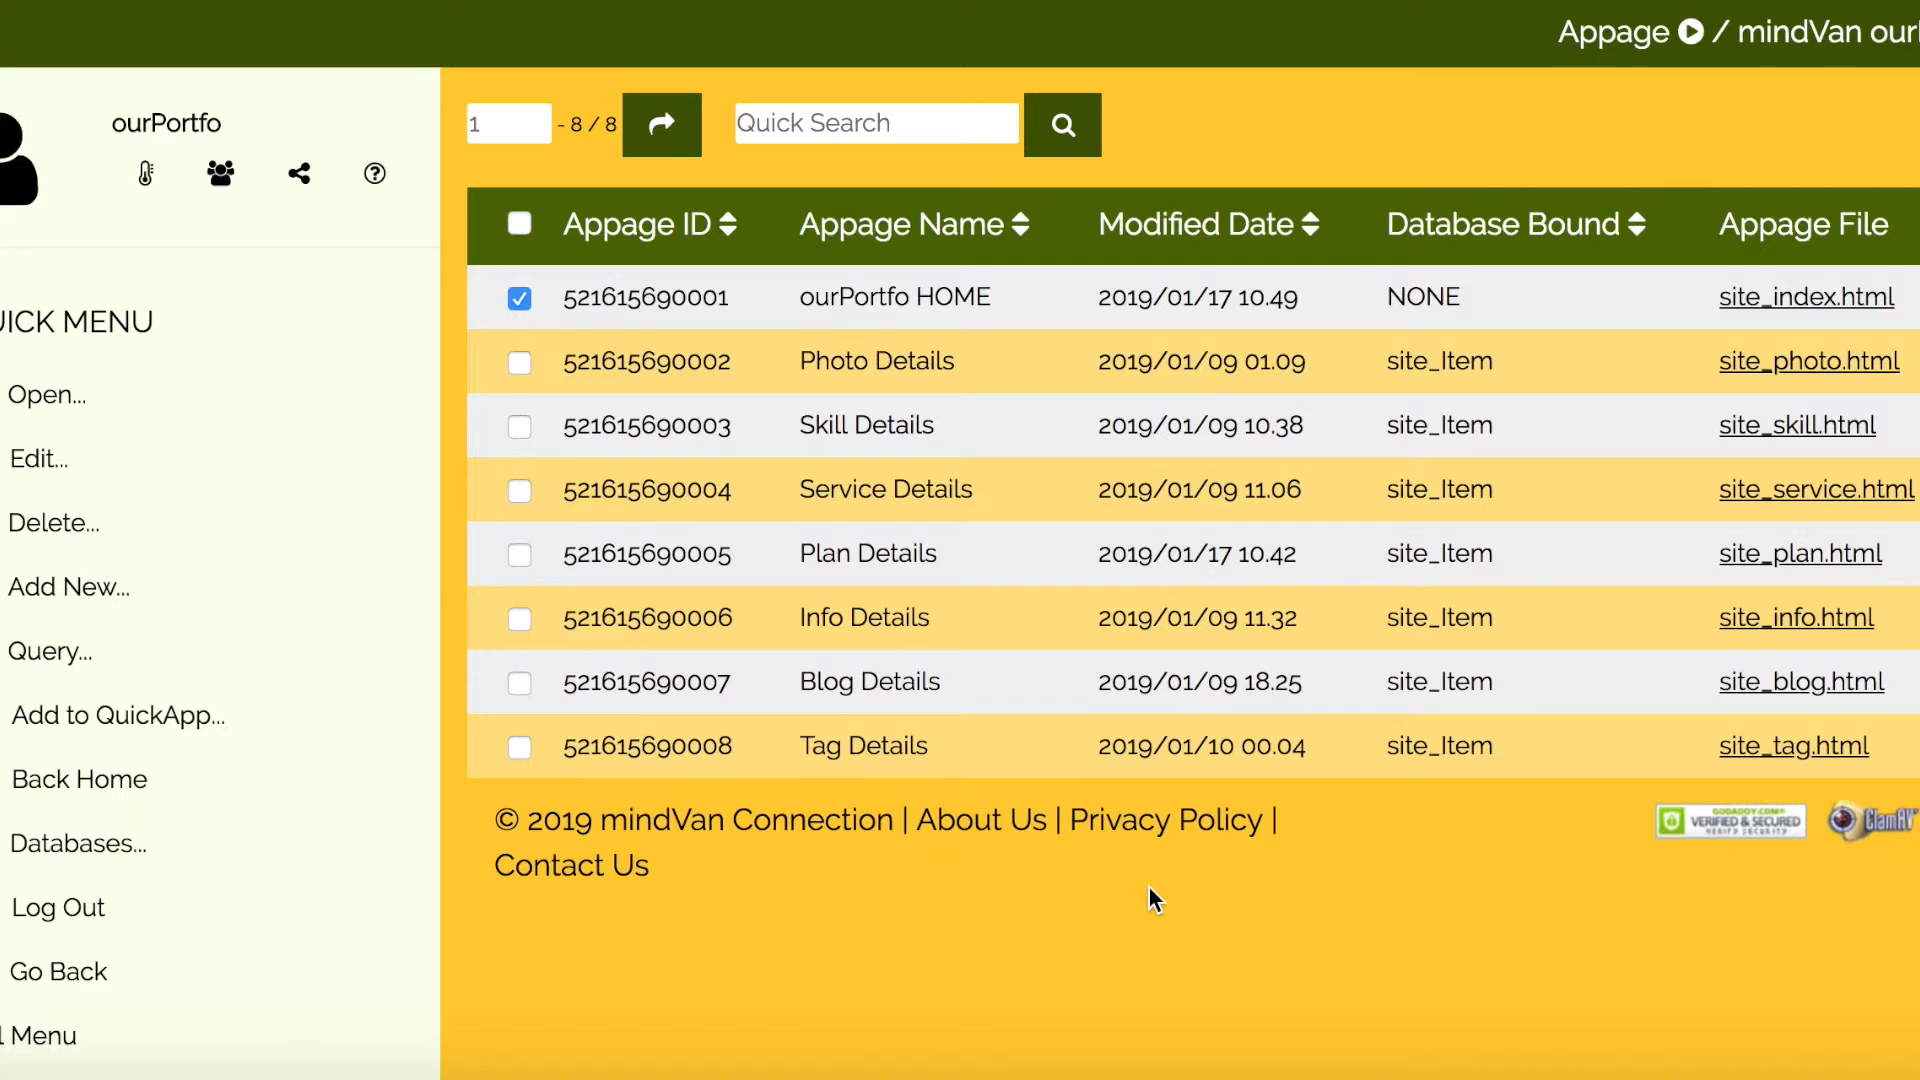 Appage / mindVan our
ourPortfo
1 - 8 / 8 Quick Search
Appage ID Appage Name Modified Date Database Bound Appage File
521615690001 ourPortfo HOME 2019/01/17 10.49 NONE site_index.html
521615690002 Photo Details 2019/01/09 01.09 site_Item site_photo.html
521615690003 Skill Details 2019/01/09 10.38 site_Item site_skill.html
521615690004 Service Details 2019/01/09 11.06 site_Item site_service.html
521615690005 Plan Details 2019/01/17 10.42 site_Item site_plan.html
521615690006 Info Details 2019/01/09 11.32 site_Item site_info.html
521615690007 Blog Details 2019/01/09 18.25 site_Item site_blog.html
521615690008 Tag Details 2019/01/10 00.04 site_Item site_tag.html
UICK MENU
Open...
Edit...
Delete...
Add New...
Query...
Add to QuickApp...
Back Home
Databases...
Log Out
Go Back
l Menu
© 2019 mindVan Connection | About Us | Privacy Policy |
Contact Us
GODADDY.COM®
VERIFIED & SECURED
VERIFY SECURITY
ClamAV